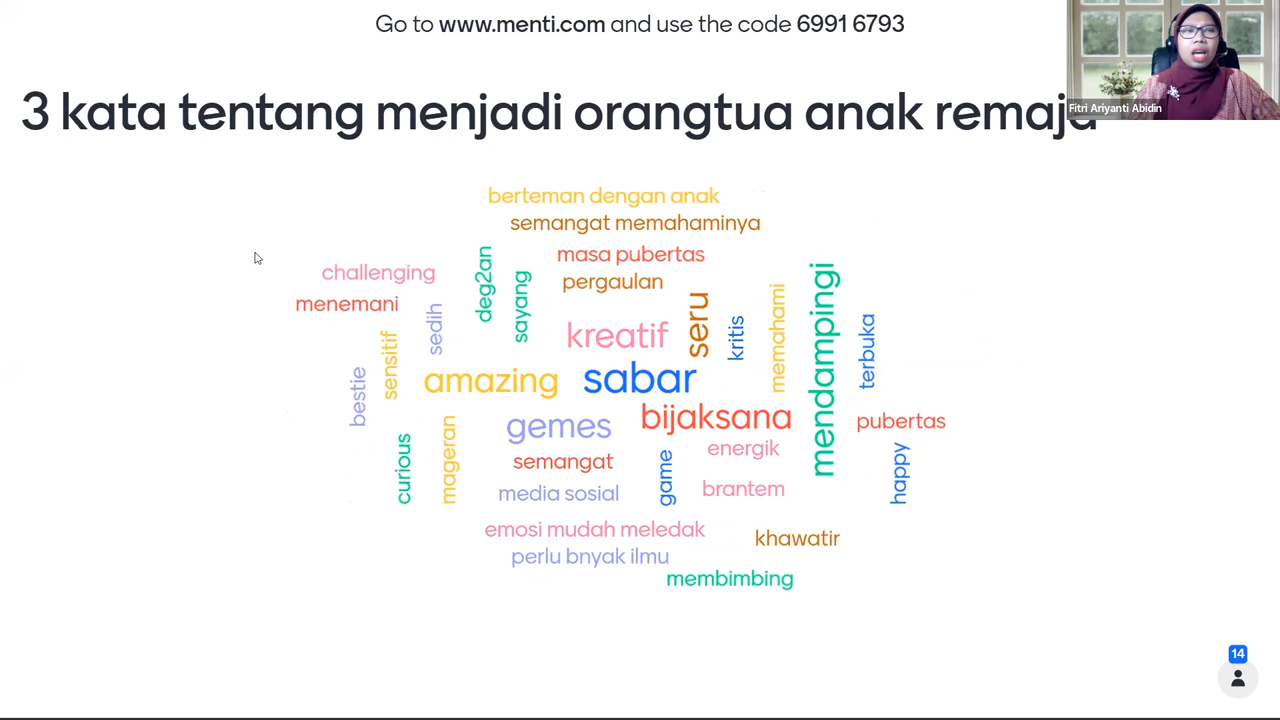 Go to www.menti.com and use the code 6991 6793
Fitri Ariyanti Abidin
3 kata tentang menjadi orangtua anak remaja
berteman dengan anak
semangat memahaminya
masa pubertas
pergaulan
challenging
menemani
deg2an
sayang
sedih
sensitif
bestie
kreatif
seru
kritis
memahami
mendampingi
terbuka
amazing
sabar
gemes
bijaksana
pubertas
curious
mageran
semangat
energik
game
happy
media sosial
brantem
emosi mudah meledak
khawatir
perlu bnyak ilmu
membimbing
14